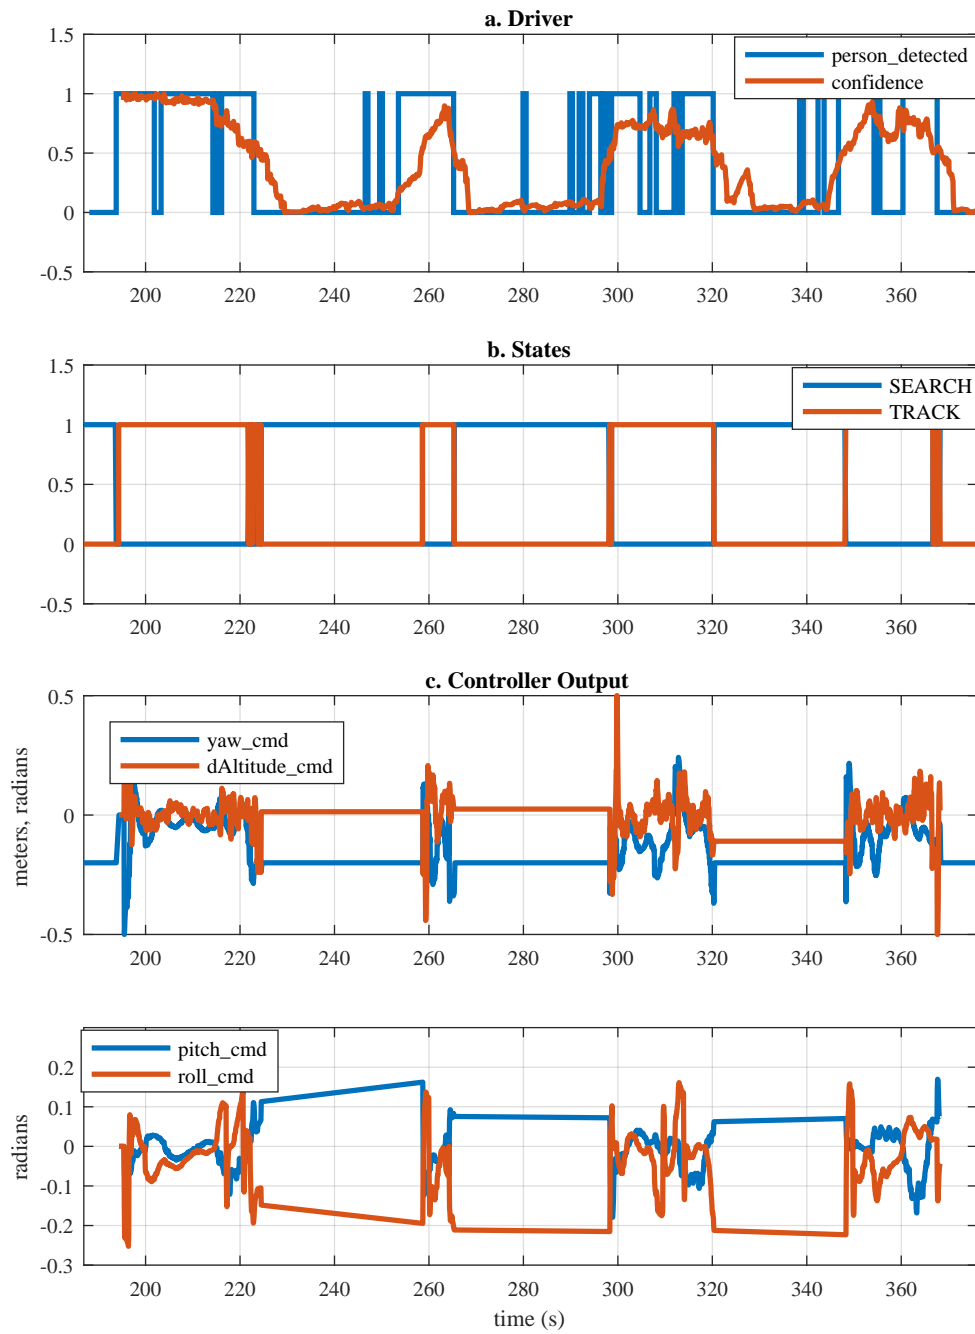 a. Driver
1.5
person_detected
confidence
1
0.5
0
-0.5
200 220 240 260 280 300 320 340 360
b. States
1.5
SEARCH
TRACK
1
0.5
0
-0.5
200 220 240 260 280 300 320 340 360
c. Controller Output
0.5
yaw_cmd
dAltitude_cmd
meters, radians
0
-0.5
200 220 240 260 280 300 320 340 360
pitch_cmd
roll_cmd
0.2
0.1
radians
0
-0.1
-0.2
-0.3
200 220 240 260 280 300 320 340 360
time (s)